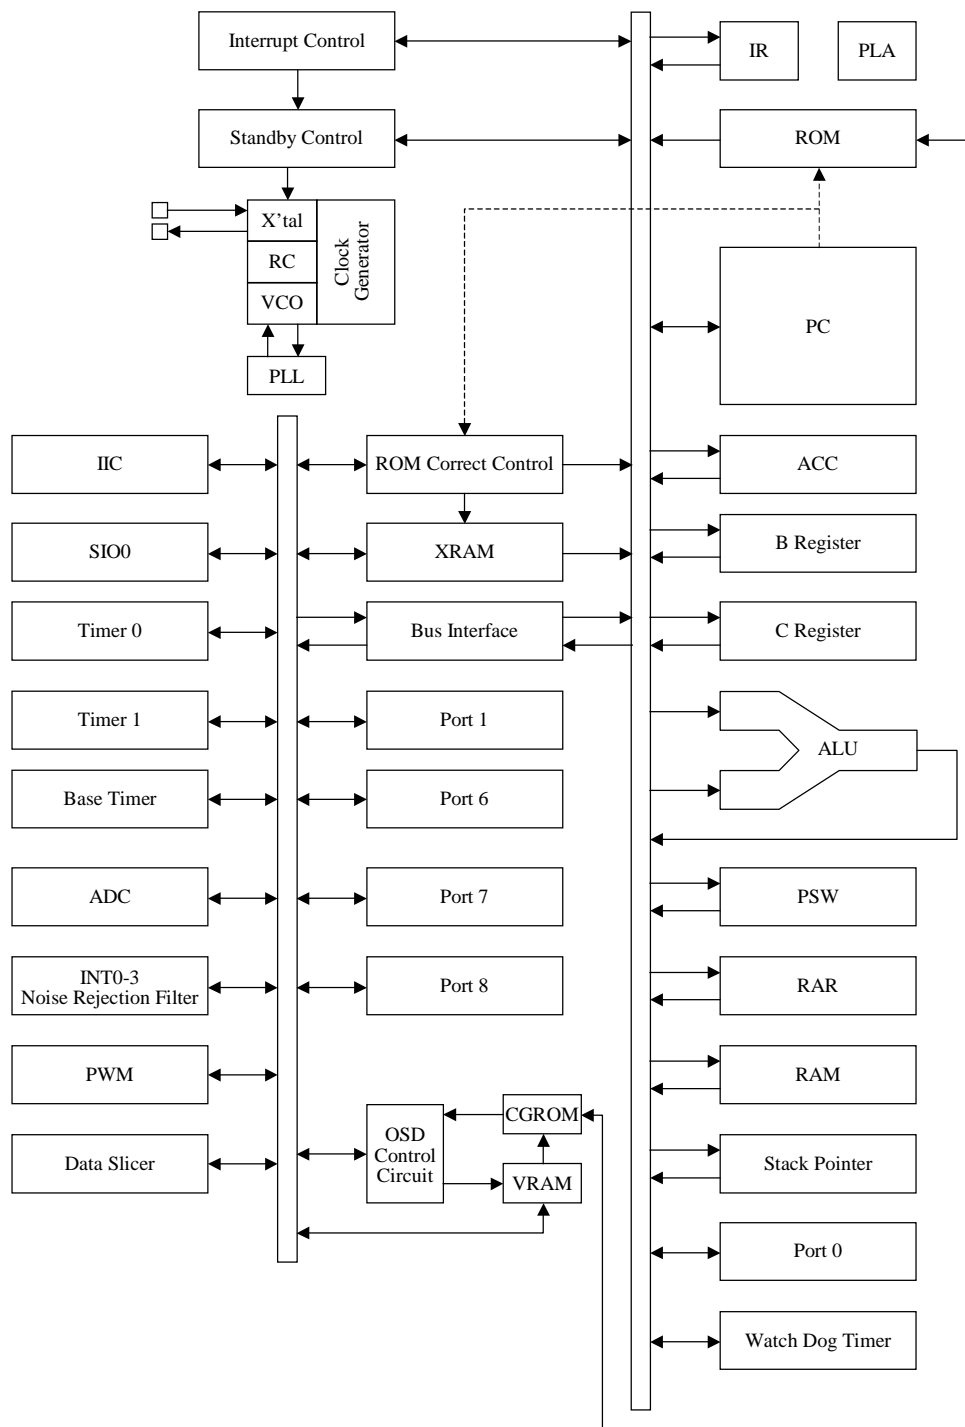 Interrupt Control
IR
PLA
Standby Control
ROM
X’tal
RC
VCO
Clock
Generator
PC
PLL
IIC
ROM Correct Control
ACC
SIO0
XRAM
B Register
Timer 0
Bus Interface
C Register
Timer 1
Port 1
ALU
Base Timer
Port 6
ADC
Port 7
PSW
INT0-3
Noise Rejection Filter
Port 8
RAR
PWM
RAM
CGROM
OSD
Control
Circuit
Data Slicer
VRAM
Stack Pointer
Port 0
Watch Dog Timer